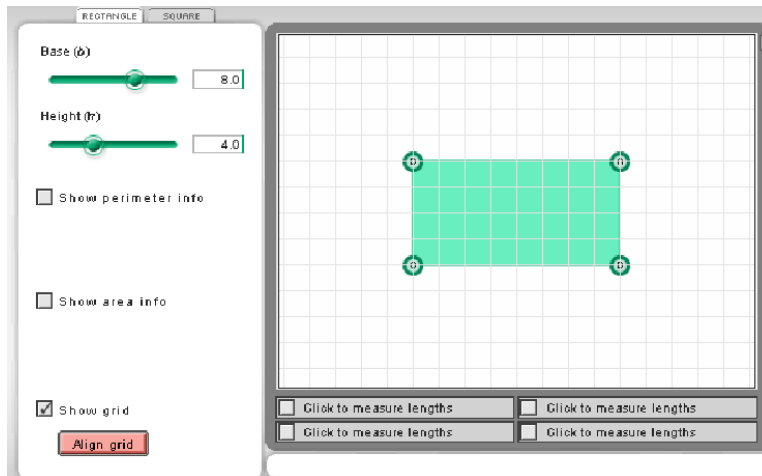 RECTANGLE SQUARE
Base (b)
8.0
Height (h)
4.0
Show perimeter info
Show area info
Show grid
Align grid
Click to measure lengths Click to measure lengths
Click to measure lengths Click to measure lengths